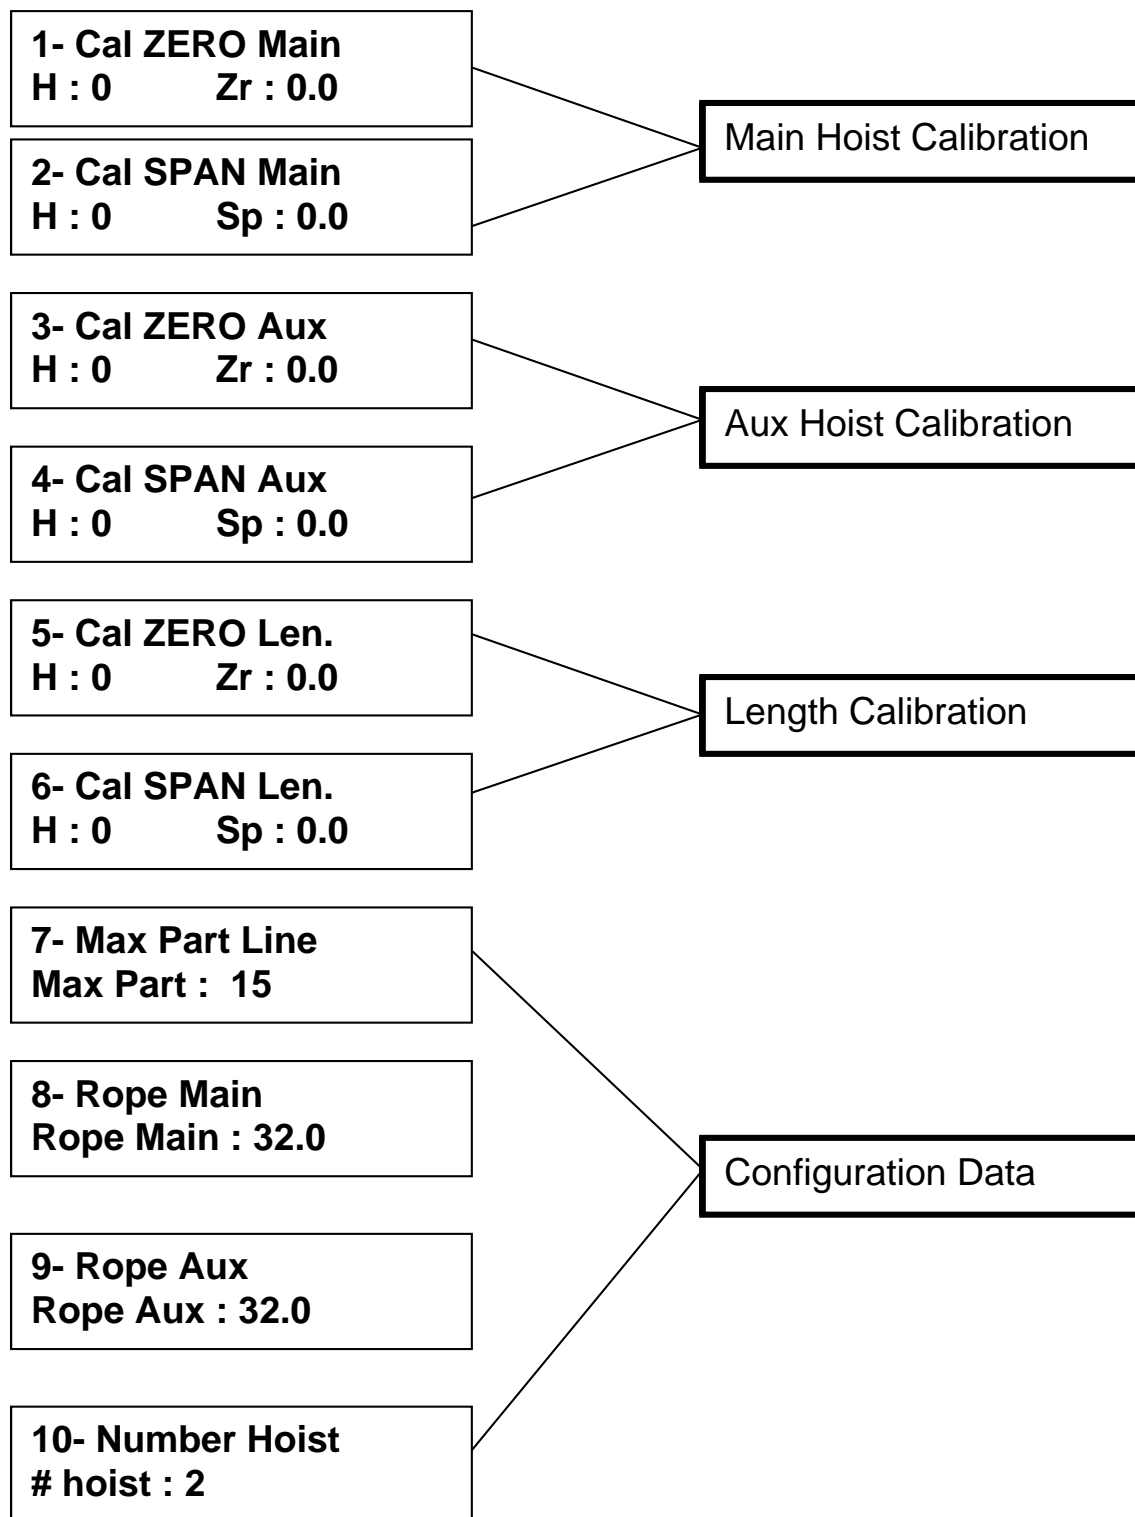 1- Cal ZERO Main
H : 0 Zr : 0.0
2- Cal SPAN Main
H : 0 Sp : 0.0
Main Hoist Calibration
3- Cal ZERO Aux
H : 0 Zr : 0.0
4- Cal SPAN Aux
H : 0 Sp : 0.0
Aux Hoist Calibration
5- Cal ZERO Len.
H : 0 Zr : 0.0
6- Cal SPAN Len.
H : 0 Sp : 0.0
Length Calibration
7- Max Part Line
Max Part : 15
8- Rope Main
Rope Main : 32.0
9- Rope Aux
Rope Aux : 32.0
10- Number Hoist
# hoist : 2
Configuration Data